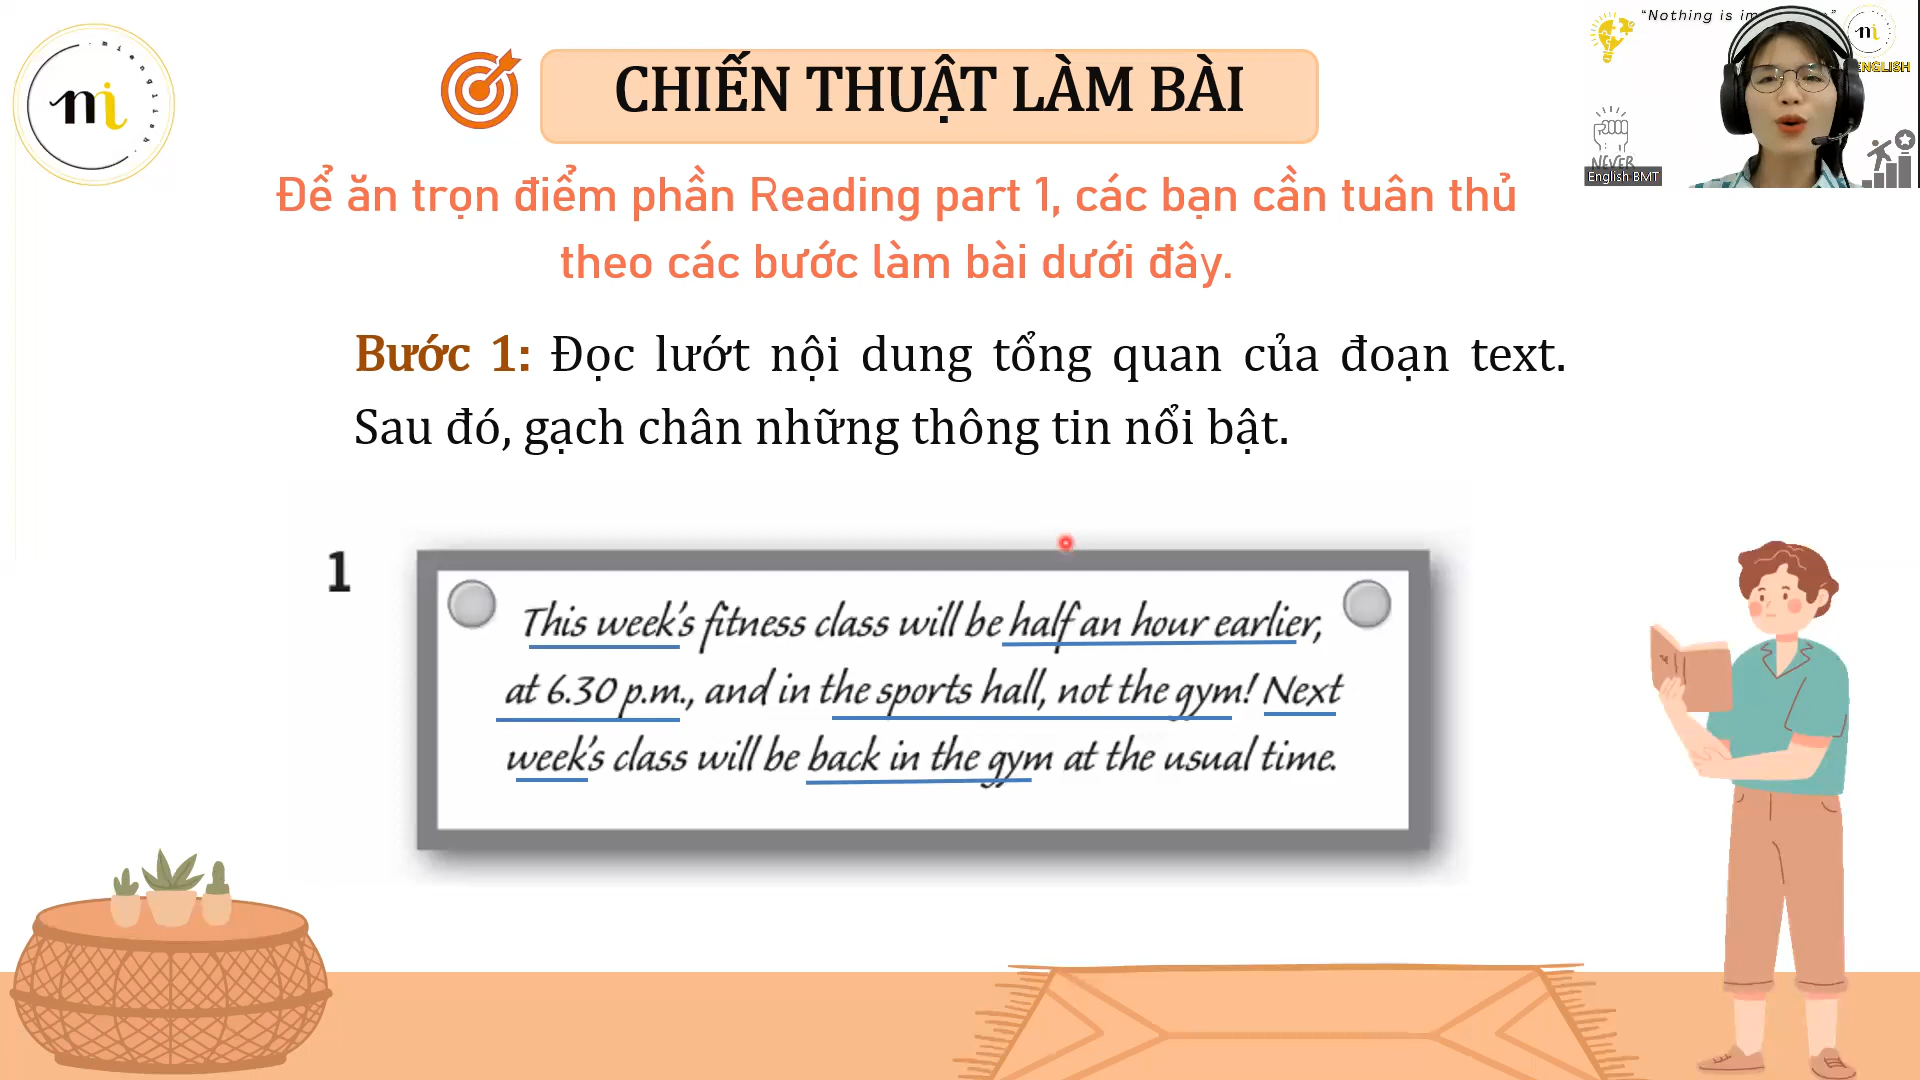 mi
"Nothing is im
mi
ENGLISH
NEVER
English BMT
CHIẾN THUẬT LÀM BÀI
Để ăn trọn điểm phần Reading part 1, các bạn cần tuân thủ
theo các bước làm bài dưới đây.
Bước 1: Đọc lướt nội dung tổng quan của đoạn text.
Sau đó, gạch chân những thông tin nổi bật.
1
This week's fitness class will be half an hour earlier,
at 6.30 p.m., and in the sports hall, not the gym! Next
week's class will be back in the gym at the usual time.